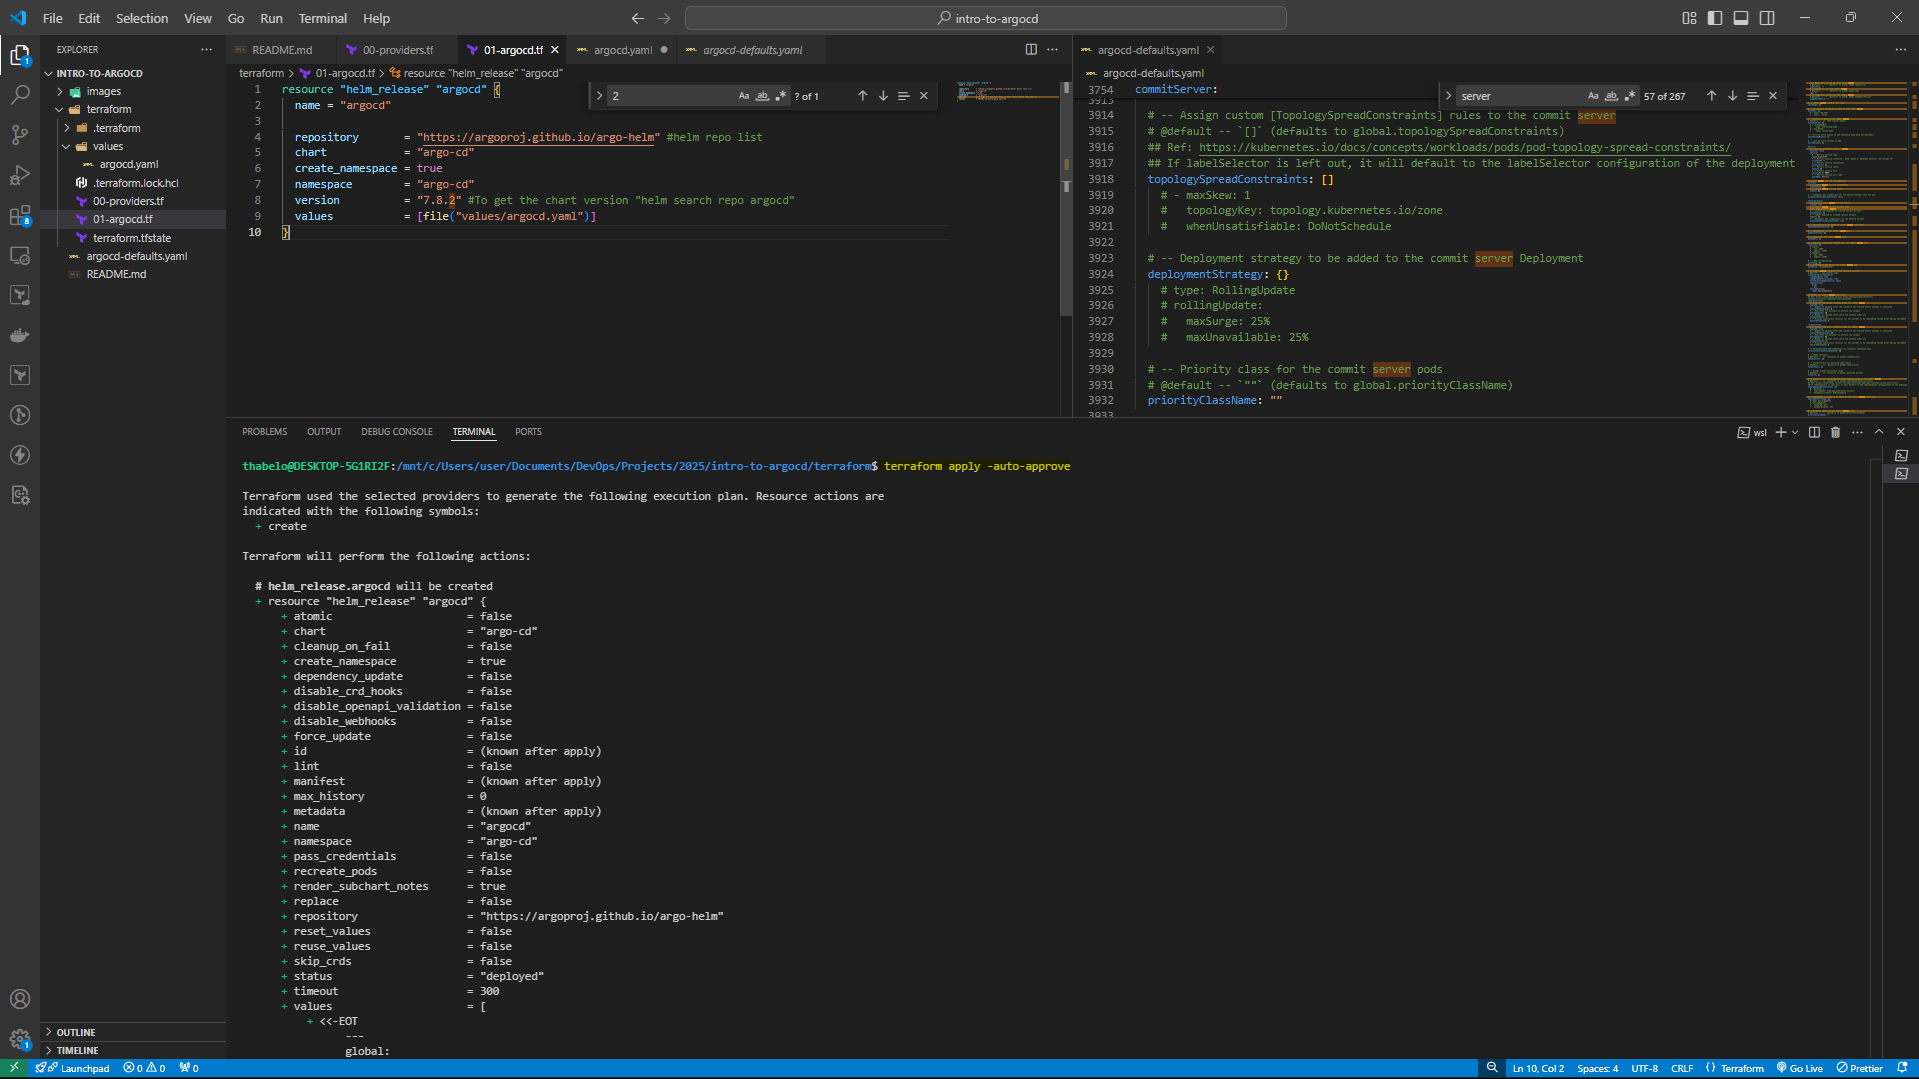 File Edit Selection View Go Run Terminal Help
intro-to-argocd
EXPLORER
INTRO-TO-ARGOCD
images
terraform
.terraform
values
argocd.yaml
.terraform.lock.hcl
00-providers.tf
01-argocd.tf
terraform.tfstate
argocd-defaults.yaml
README.md
OUTLINE
TIMELINE
README.md 00-providers.tf 01-argocd.tf argocd.yaml argocd-defaults.yaml
terraform > 01-argocd.tf > resource "helm_release" "argocd"
2 Aa ab .* ? of 1
1 resource "helm_release" "argocd" {
2 name = "argocd"
3
4 repository = "https://argoproj.github.io/argo-helm" #helm repo list
5 chart = "argo-cd"
6 create_namespace = true
7 namespace = "argo-cd"
8 version = "7.8.2" #To get the chart version "helm search repo argocd"
9 values = [file("values/argocd.yaml")]
10 }
argocd-defaults.yaml
argocd-defaults.yaml
server Aa ab .* 57 of 267
3754 commitServer:
3913
3914 # -- Assign custom [TopologySpreadConstraints] rules to the commit server
3915 # @default -- `[]` (defaults to global.topologySpreadConstraints)
3916 ## Ref: https://kubernetes.io/docs/concepts/workloads/pods/pod-topology-spread-constraints/
3917 ## If labelSelector is left out, it will default to the labelSelector configuration of the deployment
3918 topologySpreadConstraints: []
3919 # - maxSkew: 1
3920 #   topologyKey: topology.kubernetes.io/zone
3921 #   whenUnsatisfiable: DoNotSchedule
3922
3923 # -- Deployment strategy to be added to the commit server Deployment
3924 deploymentStrategy: {}
3925 # type: RollingUpdate
3926 # rollingUpdate:
3927 #   maxSurge: 25%
3928 #   maxUnavailable: 25%
3929
3930 # -- Priority class for the commit server pods
3931 # @default -- `""` (defaults to global.priorityClassName)
3932 priorityClassName: ""
3933
PROBLEMS OUTPUT DEBUG CONSOLE TERMINAL PORTS
wsl
thabelo@DESKTOP-5G1RI2F:/mnt/c/Users/user/Documents/DevOps/Projects/2025/intro-to-argocd/terraform$ terraform apply -auto-approve
Terraform used the selected providers to generate the following execution plan. Resource actions are
indicated with the following symbols:
+ create
Terraform will perform the following actions:
# helm_release.argocd will be created
+ resource "helm_release" "argocd" {
+ atomic = false
+ chart = "argo-cd"
+ cleanup_on_fail = false
+ create_namespace = true
+ dependency_update = false
+ disable_crd_hooks = false
+ disable_openapi_validation = false
+ disable_webhooks = false
+ force_update = false
+ id = (known after apply)
+ lint = false
+ manifest = (known after apply)
+ max_history = 0
+ metadata = (known after apply)
+ name = "argocd"
+ namespace = "argo-cd"
+ pass_credentials = false
+ recreate_pods = false
+ render_subchart_notes = true
+ replace = false
+ repository = "https://argoproj.github.io/argo-helm"
+ reset_values = false
+ reuse_values = false
+ skip_crds = false
+ status = "deployed"
+ timeout = 300
+ values = [
+ <<-EOT
---
global:
Launchpad 0 0 0 Ln 10, Col 2 Spaces: 4 UTF-8 CRLF {} Terraform Go Live Prettier